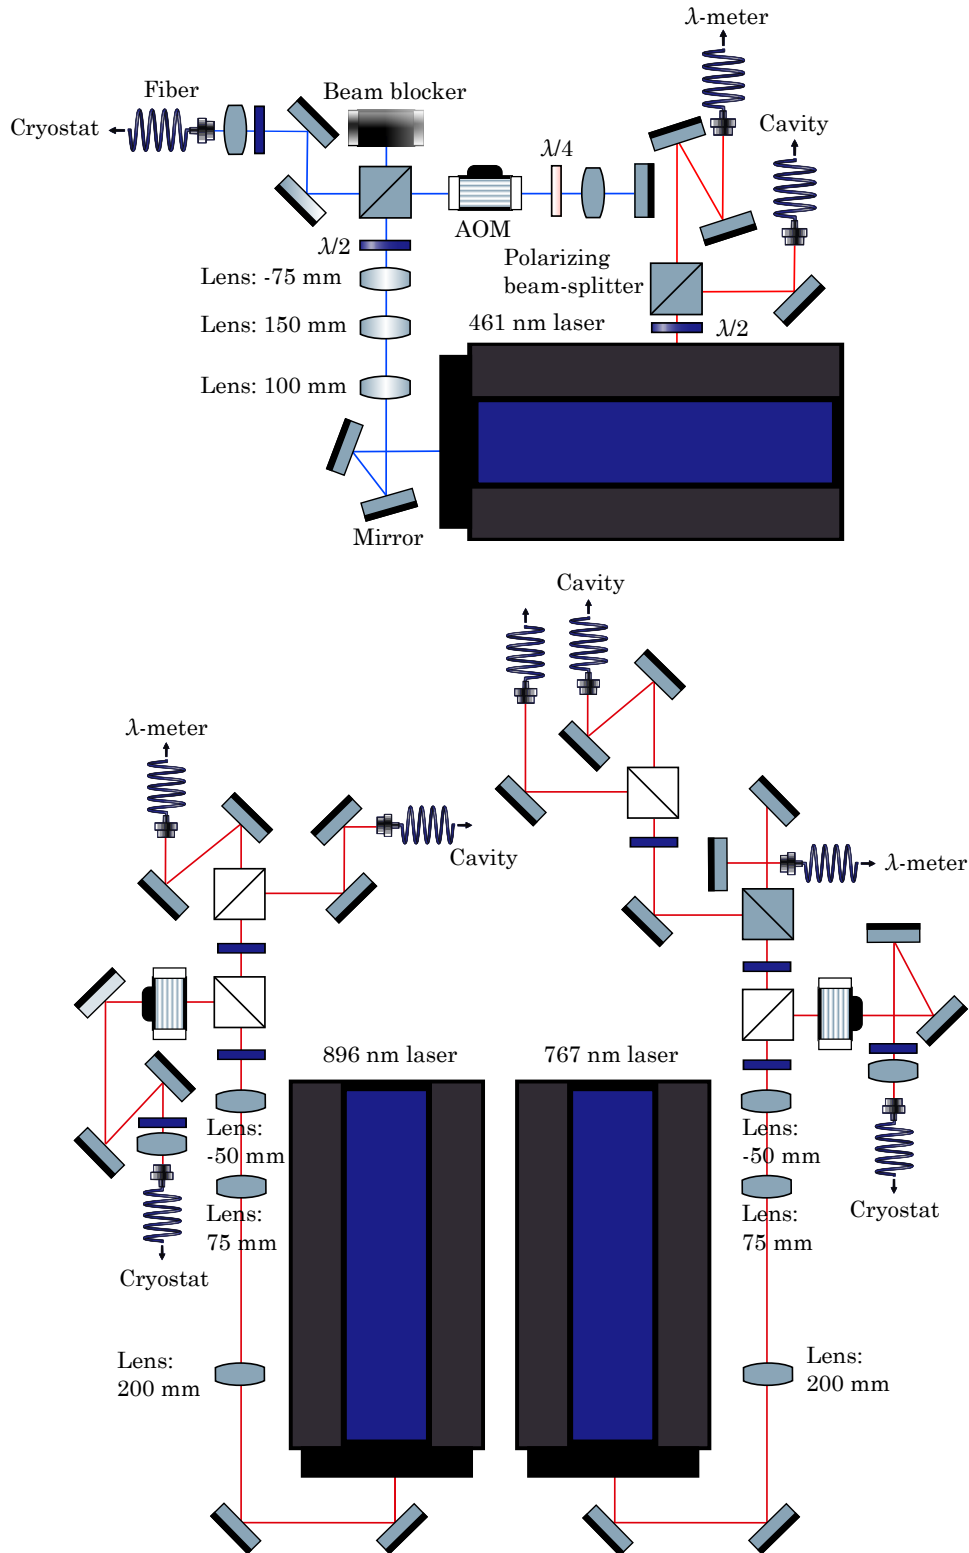 λ-meter
Fiber
Beam blocker
Cavity
Cryostat
λ/4
AOM
λ/2
Polarizing
beam-splitter
Lens: -75 mm
Lens: 150 mm
461 nm laser
λ/2
Lens: 100 mm
Mirror
Cavity
λ-meter
Cavity
λ-meter
896 nm laser
767 nm laser
Lens:
-50 mm
Lens:
-50 mm
Lens:
75 mm
Lens:
75 mm
Cryostat
Cryostat
Lens:
200 mm
Lens:
200 mm